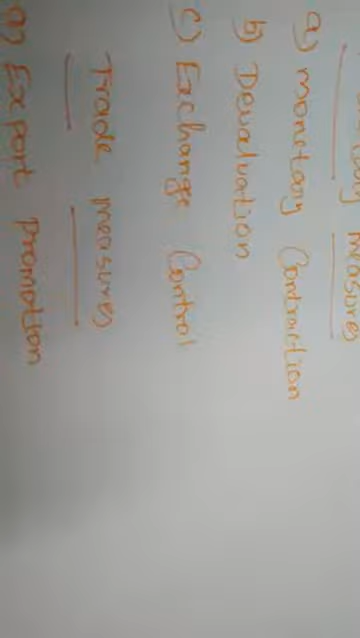 measures
a) monetary Contraction
b) Devaluation
c) Exchange Control
Trade measures
a) Export promotion